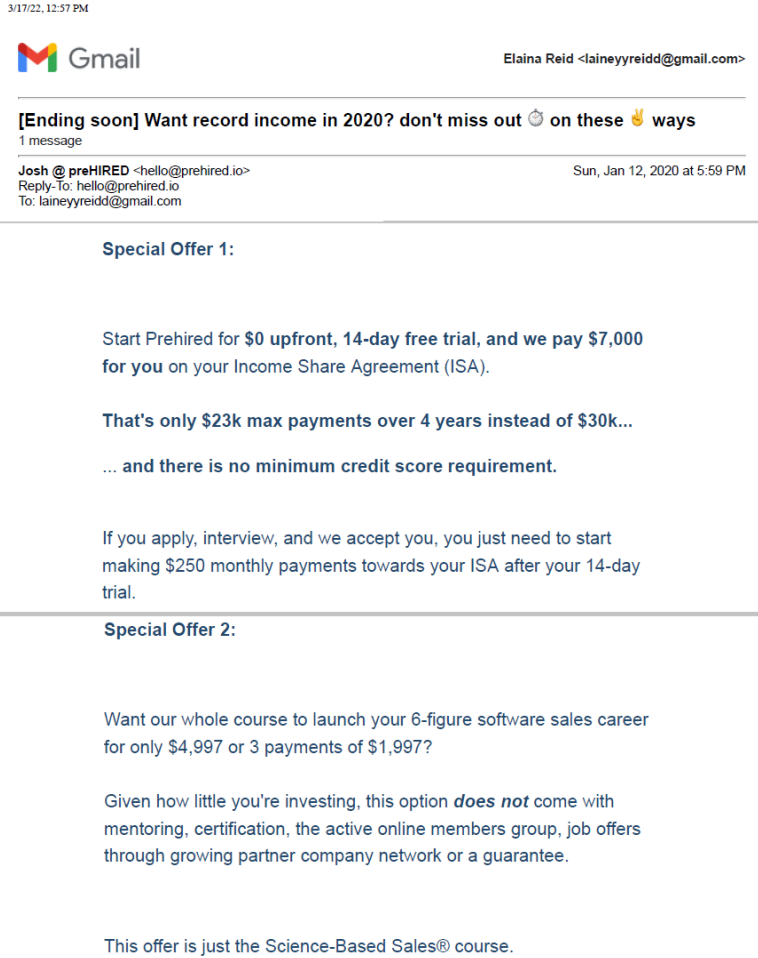 3/17/22, 12:57 PM
Gmail
Elaina Reid <laineyyreidd@gmail.com>
[Ending soon] Want record income in 2020? don't miss out ⏱ on these ✌ ways
1 message
Josh @ preHIRED <hello@prehired.io>
Sun, Jan 12, 2020 at 5:59 PM
Reply-To: hello@prehired.io
To: laineyyreidd@gmail.com
Special Offer 1:
Start Prehired for $0 upfront, 14-day free trial, and we pay $7,000
for you on your Income Share Agreement (ISA).
That's only $23k max payments over 4 years instead of $30k...
... and there is no minimum credit score requirement.
If you apply, interview, and we accept you, you just need to start
making $250 monthly payments towards your ISA after your 14-day
trial.
Special Offer 2:
Want our whole course to launch your 6-figure software sales career
for only $4,997 or 3 payments of $1,997?
Given how little you're investing, this option does not come with
mentoring, certification, the active online members group, job offers
through growing partner company network or a guarantee.
This offer is just the Science-Based Sales® course.